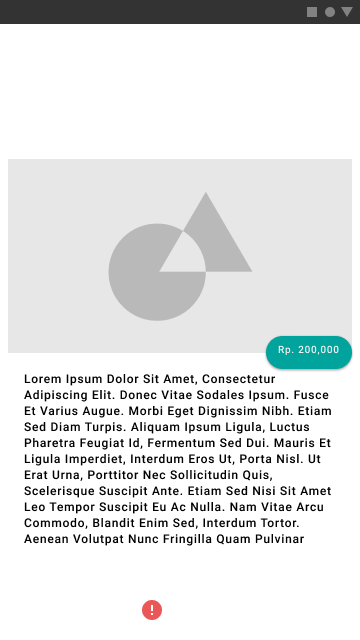 Rp. 200,000
Lorem Ipsum Dolor Sit Amet, Consectetur
Adipiscing Elit. Donec Vitae Sodales Ipsum. Fusce
Et Varius Augue. Morbi Eget Dignissim Nibh. Etiam
Sed Diam Turpis. Aliquam Ipsum Ligula, Luctus
Pharetra Feugiat Id, Fermentum Sed Dui. Mauris Et
Ligula Imperdiet, Interdum Eros Ut, Porta Nisl. Ut
Erat Urna, Porttitor Nec Sollicitudin Quis,
Scelerisque Suscipit Ante. Etiam Sed Nisi Sit Amet
Leo Tempor Suscipit Eu Ac Nulla. Nam Vitae Arcu
Commodo, Blandit Enim Sed, Interdum Tortor.
Aenean Volutpat Nunc Fringilla Quam Pulvinar